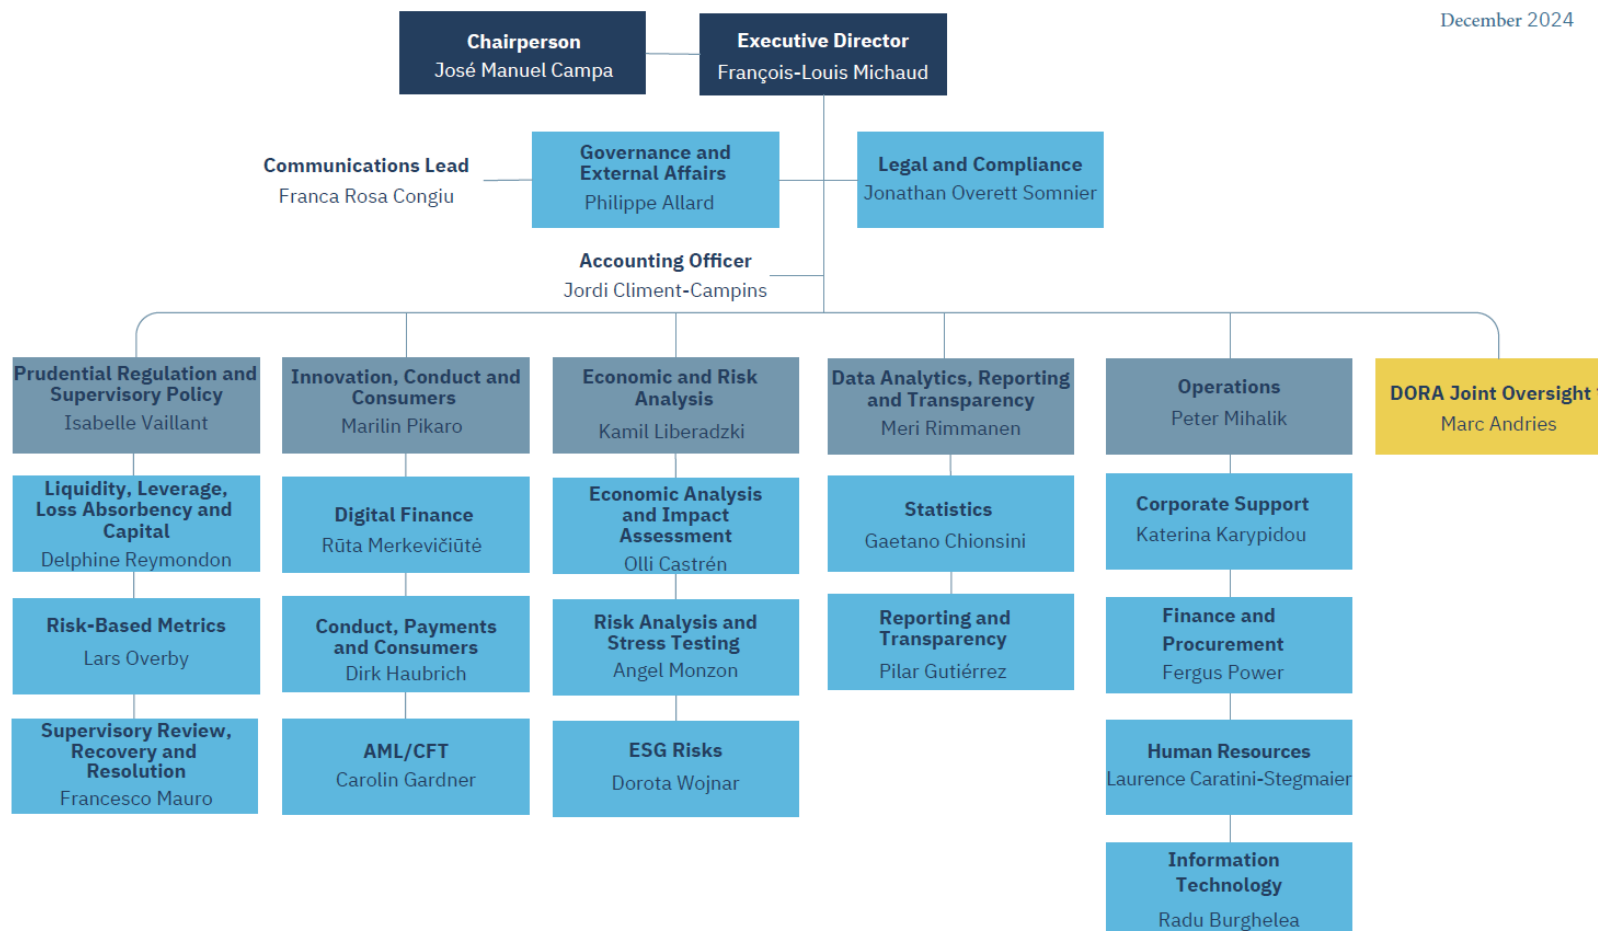 December 2024
Chairperson
José Manuel Campa
Executive Director
François-Louis Michaud
Communications Lead
Franca Rosa Congiu
Governance and
External Affairs
Philippe Allard
Legal and Compliance
Jonathan Overett Somnier
Accounting Officer
Jordi Climent-Campins
Prudential Regulation and
Supervisory Policy
Isabelle Vaillant
Innovation, Conduct and
Consumers
Marilin Pikaro
Economic and Risk
Analysis
Kamil Liberadzki
Data Analytics, Reporting
and Transparency
Meri Rimmanen
Operations
Peter Mihalik
DORA Joint Oversight
Marc Andries
Liquidity, Leverage,
Loss Absorbency and
Capital
Delphine Reymondon
Risk-Based Metrics
Lars Overby
Supervisory Review,
Recovery and
Resolution
Francesco Mauro
Digital Finance
Rūta Merkevičiūtė
Conduct, Payments
and Consumers
Dirk Haubrich
AML/CFT
Carolin Gardner
Economic Analysis
and Impact
Assessment
Olli Castrén
Risk Analysis and
Stress Testing
Angel Monzon
ESG Risks
Dorota Wojnar
Statistics
Gaetano Chionsini
Reporting and
Transparency
Pilar Gutiérrez
Corporate Support
Katerina Karypidou
Finance and
Procurement
Fergus Power
Human Resources
Laurence Caratini-Stegmaier
Information
Technology
Radu Burghelea